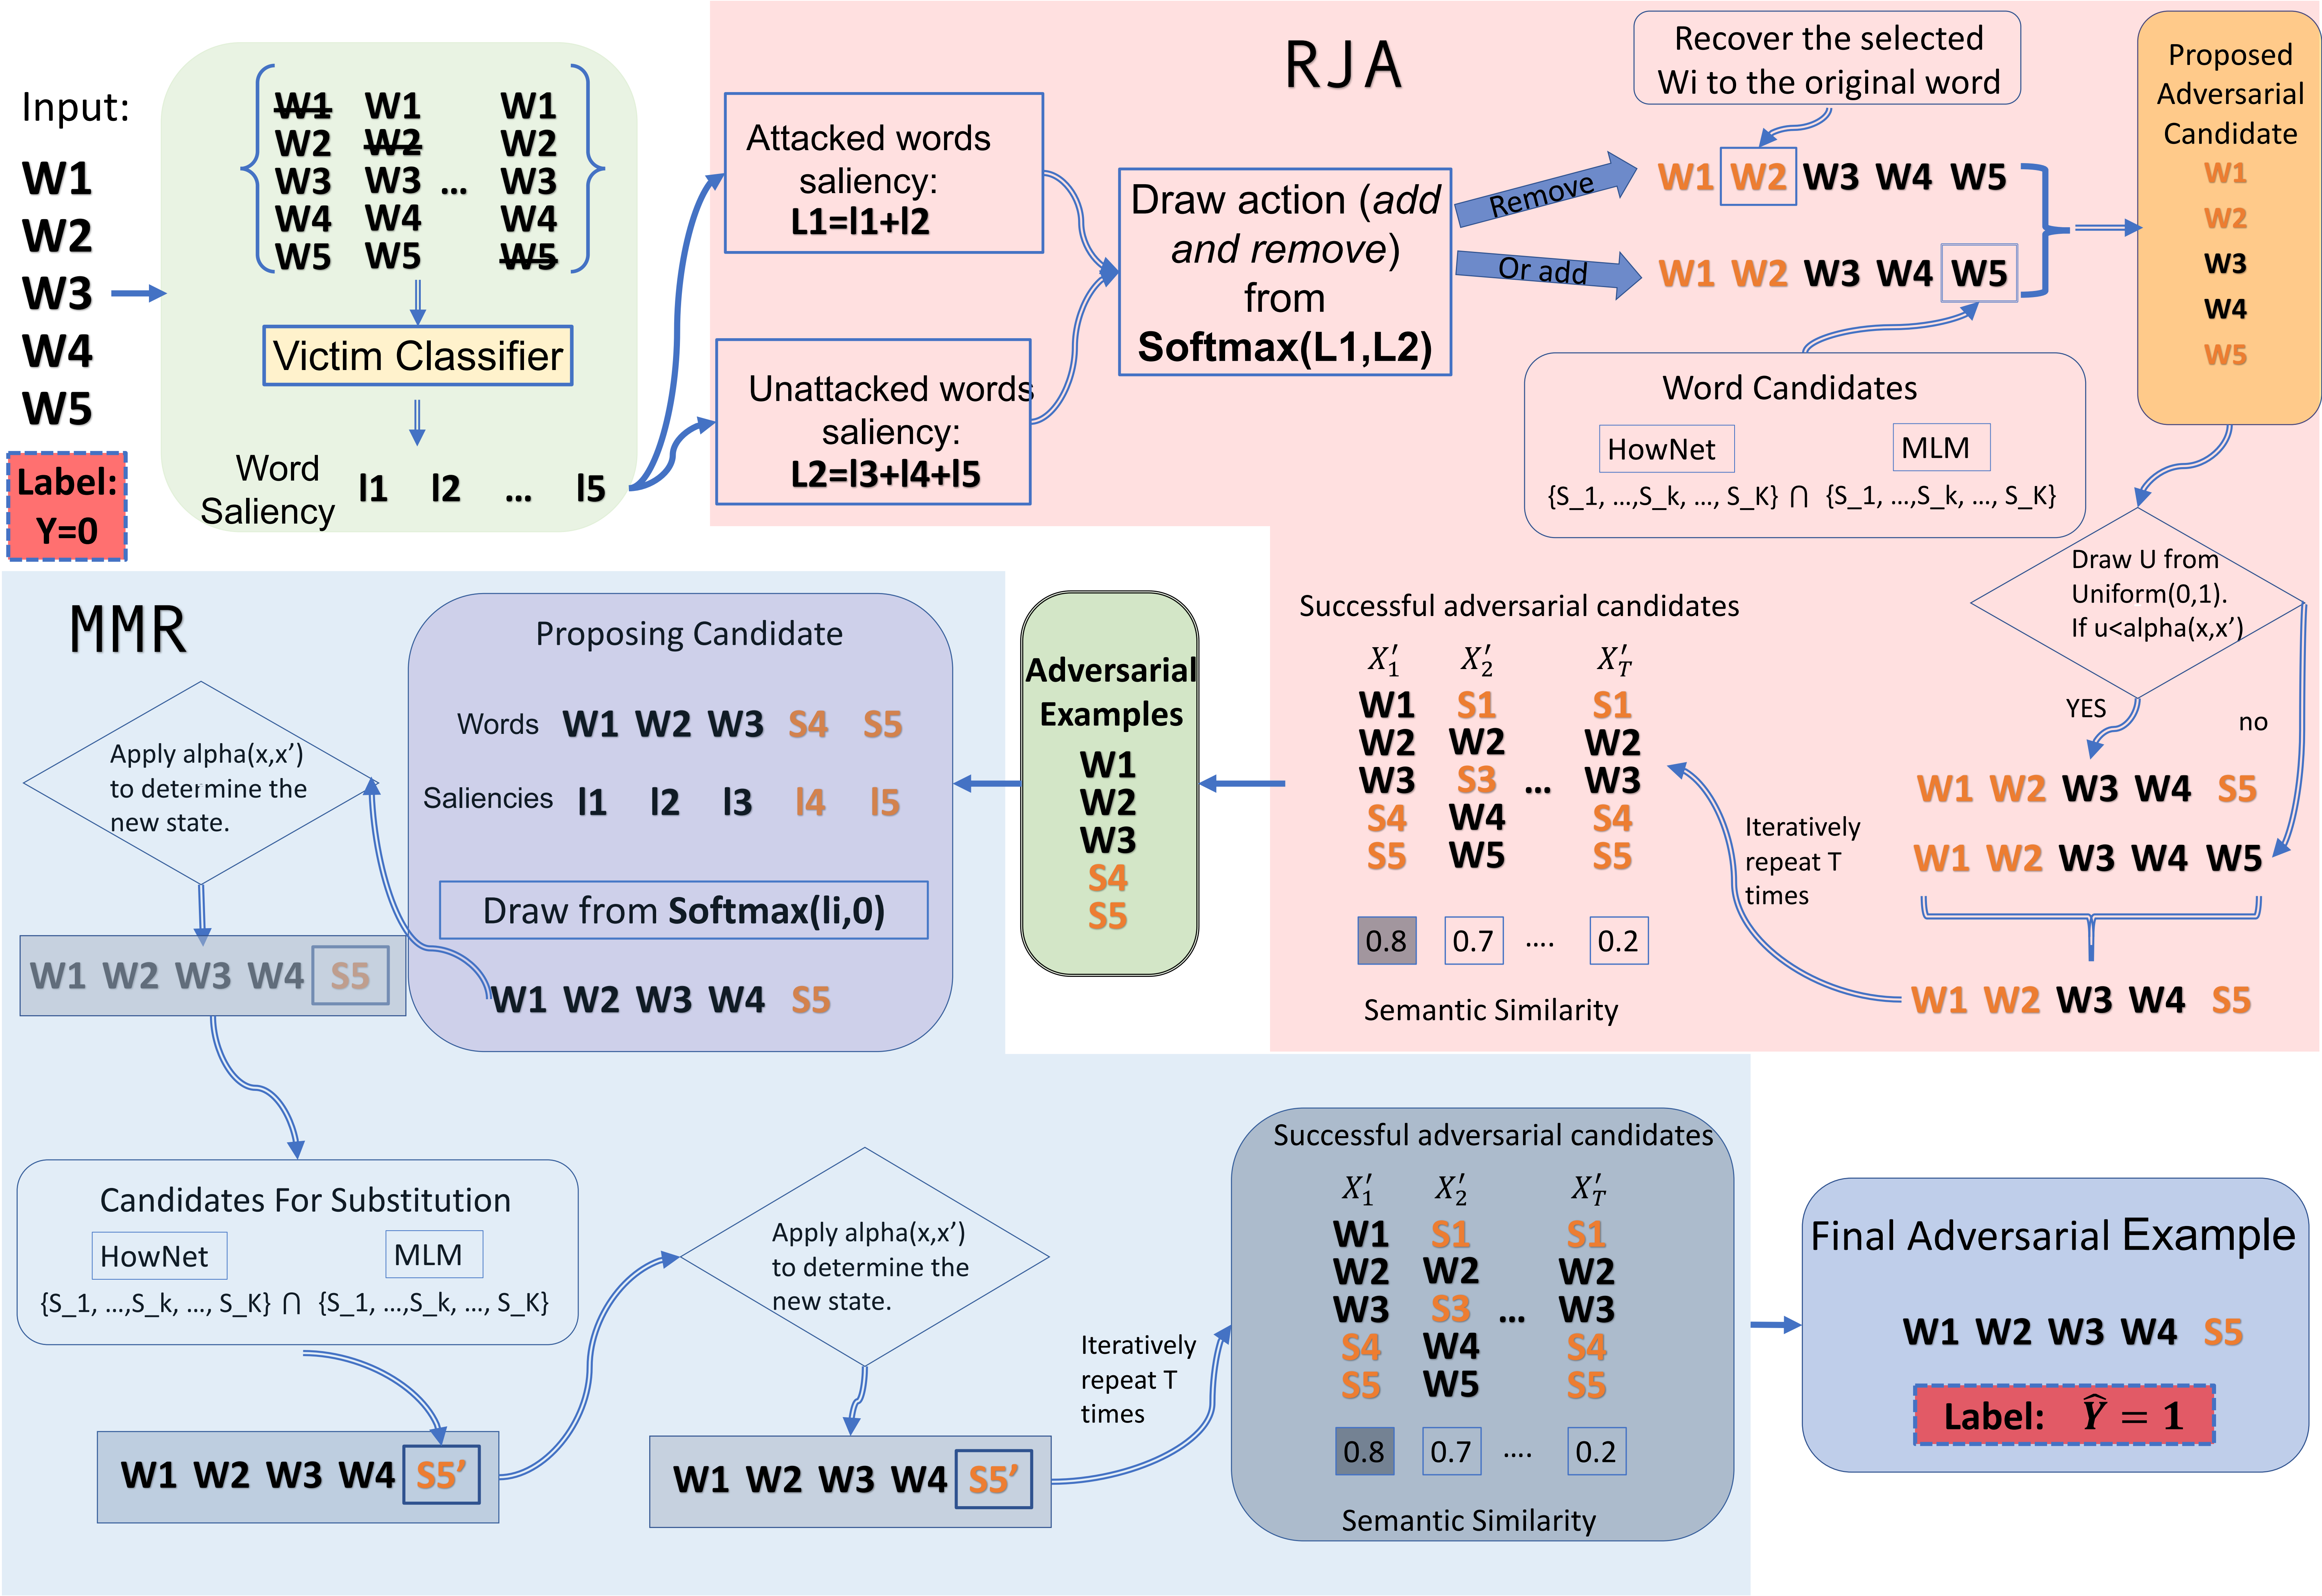 Input:
W1
W2
W3
W4
W5
Label:
Y=0
W1 W1 W1
W2 W2 W2
W3 W3 ... W3
W4 W4 W4
W5 W5 W5
Victim Classifier
Word
Saliency
l1 l2 ... l5
RJA
Attacked words
saliency:
L1=l1+l2
Unattacked words
saliency:
L2=l3+l4+l5
Draw action (add
and remove)
from
Softmax(L1,L2)
Remove
Or add
Recover the selected
Wi to the original word
W1 W2 W3 W4 W5
W1 W2 W3 W4 W5
Word Candidates
HowNet MLM
{S_1, ...,S_k, ..., S_K} ∩ {S_1, ...,S_k, ..., S_K}
Proposed
Adversarial
Candidate
W1
W2
W3
W4
W5
Draw U from
Uniform(0,1).
If u<alpha(x,x’)
YES
no
W1 W2 W3 W4 S5
W1 W2 W3 W4 W5
W1 W2 W3 W4 S5
Iteratively
repeat T
times
Successful adversarial candidates
X′₁ X′₂ X′_T
W1 S1 S1
W2 W2 W2
W3 S3 ... W3
S4 W4 S4
S5 W5 S5
0.8 0.7 .... 0.2
Semantic Similarity
Adversarial
Examples
W1
W2
W3
S4
S5
MMR
Proposing Candidate
Words W1 W2 W3 S4 S5
Saliencies l1 l2 l3 l4 l5
Draw from Softmax(li,0)
W1 W2 W3 W4 S5
Apply alpha(x,x’)
to determine the
new state.
W1 W2 W3 W4 S5
Candidates For Substitution
HowNet MLM
{S_1, ...,S_k, ..., S_K} ∩ {S_1, ...,S_k, ..., S_K}
W1 W2 W3 W4 S5’
Apply alpha(x,x’)
to determine the
new state.
W1 W2 W3 W4 S5’
Iteratively
repeat T
times
Successful adversarial candidates
X′₁ X′₂ X′_T
W1 S1 S1
W2 W2 W2
W3 S3 ... W3
S4 W4 S4
S5 W5 S5
0.8 0.7 .... 0.2
Semantic Similarity
Final Adversarial Example
W1 W2 W3 W4 S5
Label: Ŷ = 1